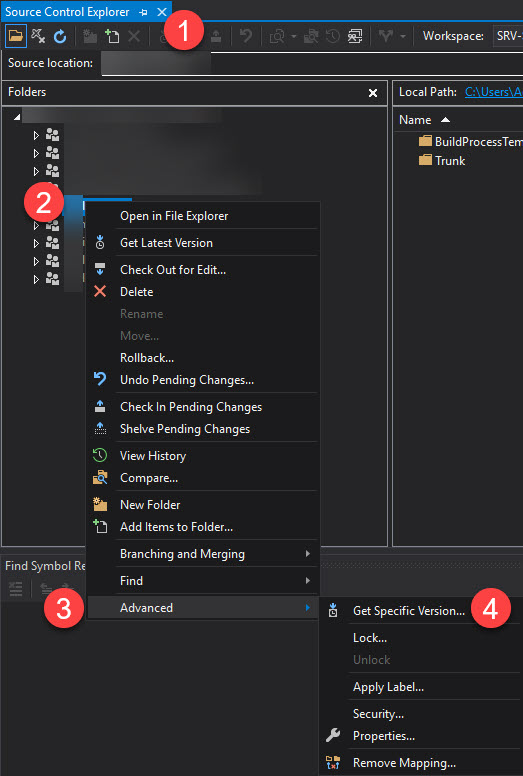 Source Control Explorer
1
Workspace: SRV-
Source location:
Folders
Local Path: C:\Users\A
Name
BuildProcessTem
Trunk
2
Open in File Explorer
Get Latest Version
Check Out for Edit...
Delete
Rename
Move...
Rollback...
Undo Pending Changes...
Check In Pending Changes
Shelve Pending Changes
View History
Compare...
New Folder
Add Items to Folder...
Branching and Merging
Find Symbol Re
Find
3
Advanced
Get Specific Version...
4
Lock...
Unlock
Apply Label...
Security...
Properties...
Remove Mapping...